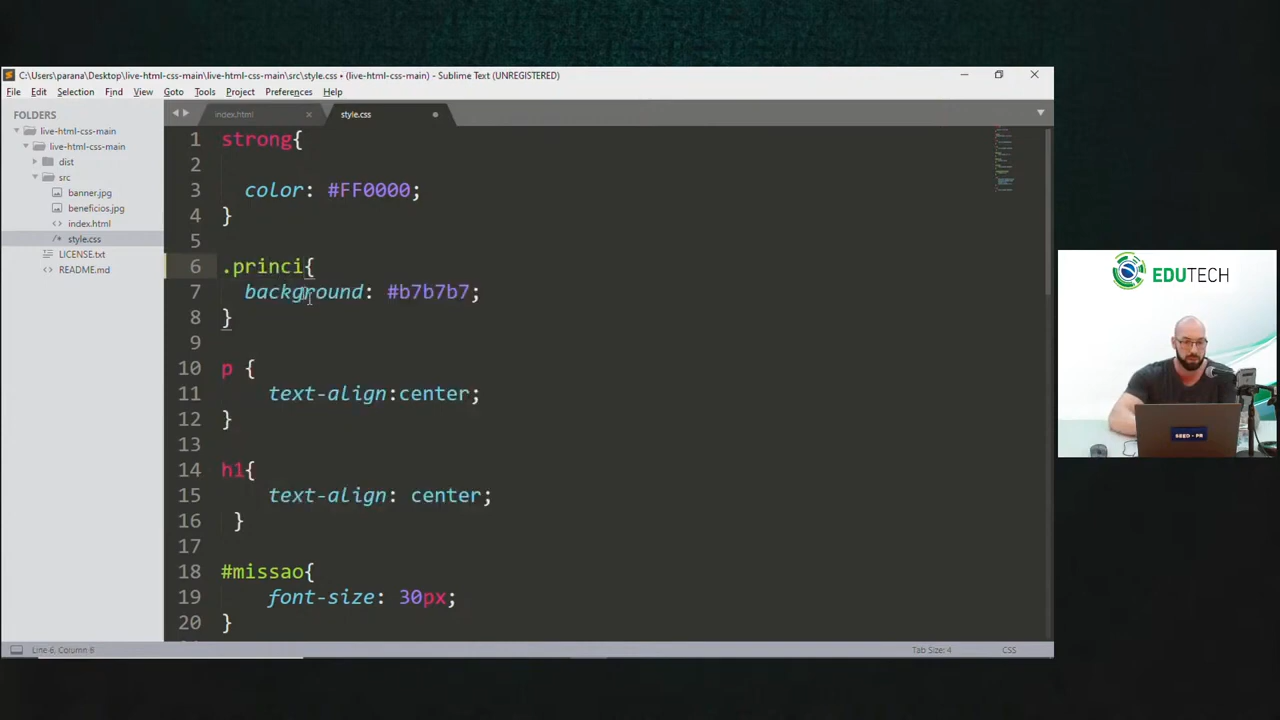 C:\Users\parana\Desktop\live-html-css-main\live-html-css-main\src\style.css • (live-html-css-main) - Sublime Text (UNREGISTERED)
File Edit Selection View Goto Tools Project Preferences Help
FOLDERS
live-html-css-main
live-html-css-main
dist
src
banner.jpg
beneficios.jpg
<> index.html
/* style.css
LICENSE.txt
README.md
index.html × style.css
1 strong{
2
3 color: #FF0000;
4 }
5
6 .princi{
7 background: #b7b7b7;
8 }
9
10 p {
11 text-align:center;
12 }
13
14 h1{
15 text-align: center;
16 }
17
18 #missao{
19 font-size: 30px;
20 }
Line 6, Column 6
Tab Size: 4
CSS
EDUTECH
SEED - PR